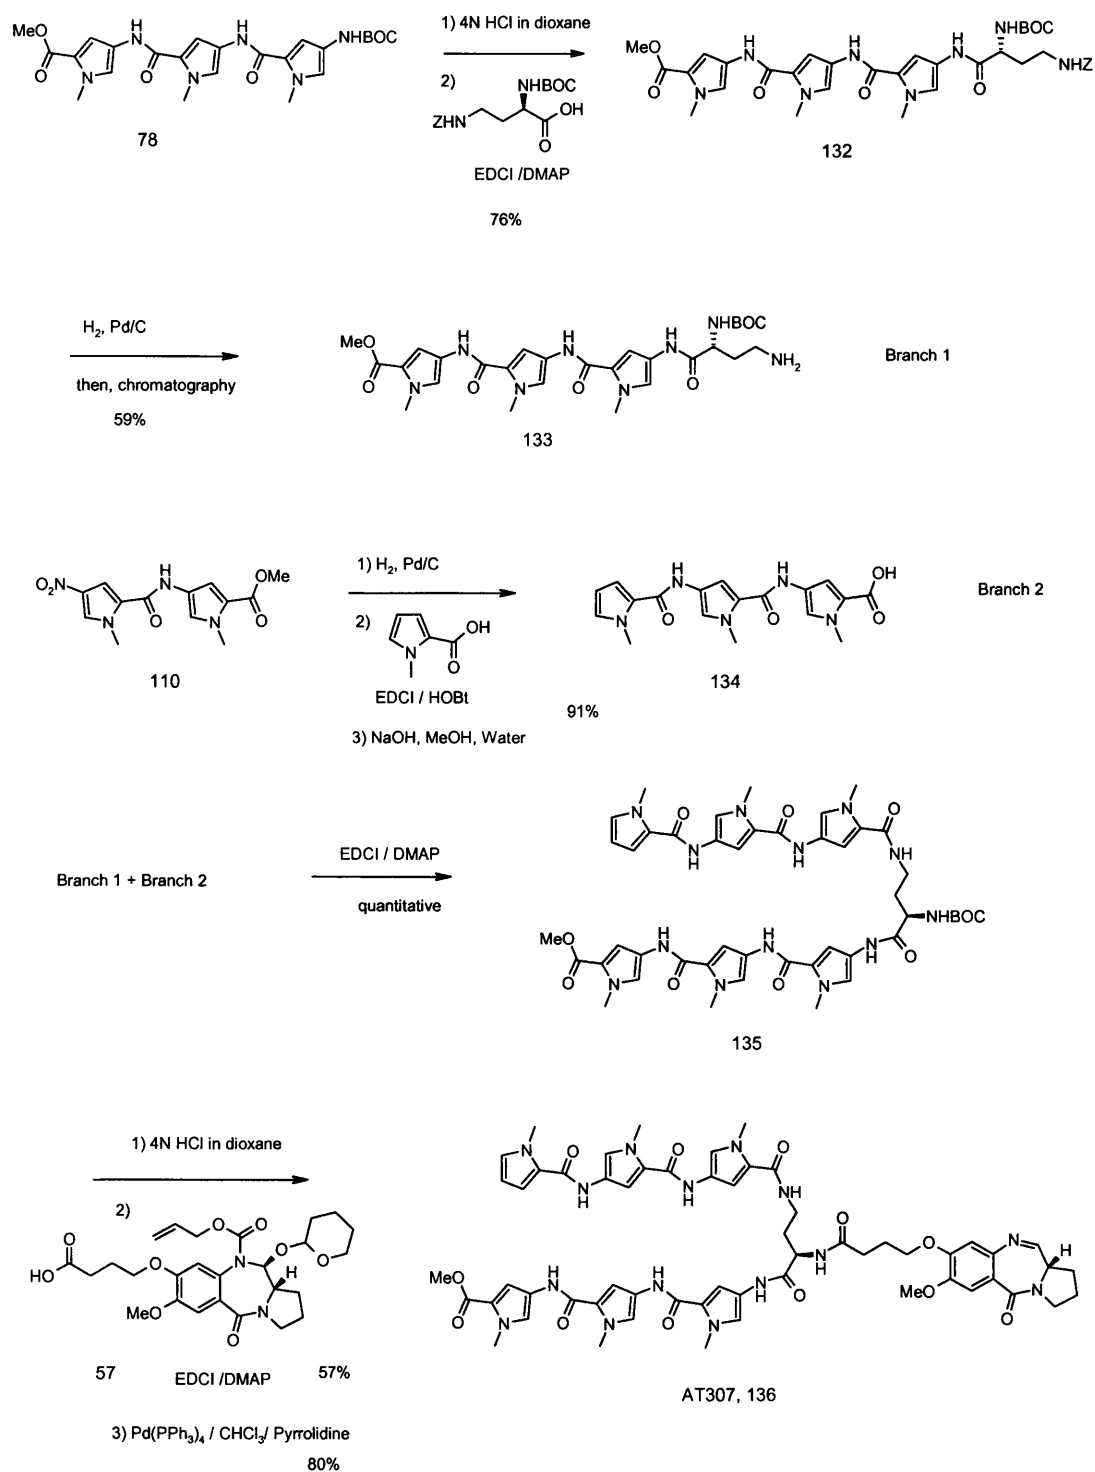 MeO
O
N
H
N
O
N
H
N
O
N
NHBOC
78
1) 4N HCl in dioxane
2)
NHBOC
ZHN
OH
O
EDCI /DMAP
76%
MeO
O
N
H
N
O
N
H
N
O
N
H
N
O
NHBOC
NHZ
132
H₂, Pd/C
then, chromatography
59%
MeO
O
N
H
N
O
N
H
N
O
N
H
N
O
NHBOC
NH₂
133
Branch 1
O₂N
N
O
H
N
N
OMe
O
110
1) H₂, Pd/C
2)
N
OH
O
EDCI / HOBt
3) NaOH, MeOH, Water
91%
N
O
H
N
N
O
H
N
N
OH
O
134
Branch 2
Branch 1 + Branch 2
EDCI / DMAP
quantitative
N
O
N
H
N
O
N
H
N
O
NH
NHBOC
MeO
O
N
H
N
O
N
H
N
O
N
N
H
O
135
1) 4N HCl in dioxane
2)
O
HO
O
MeO
O
O
N
O
O
H
N
O
57
EDCI /DMAP
57%
3) Pd(PPh₃)₄ / CHCl₃/ Pyrrolidine
80%
N
O
N
H
N
O
N
H
N
O
NH
N
H
O
O
MeO
N
H
N
O
MeO
O
N
H
N
O
N
H
N
O
N
N
H
O
AT307, 136